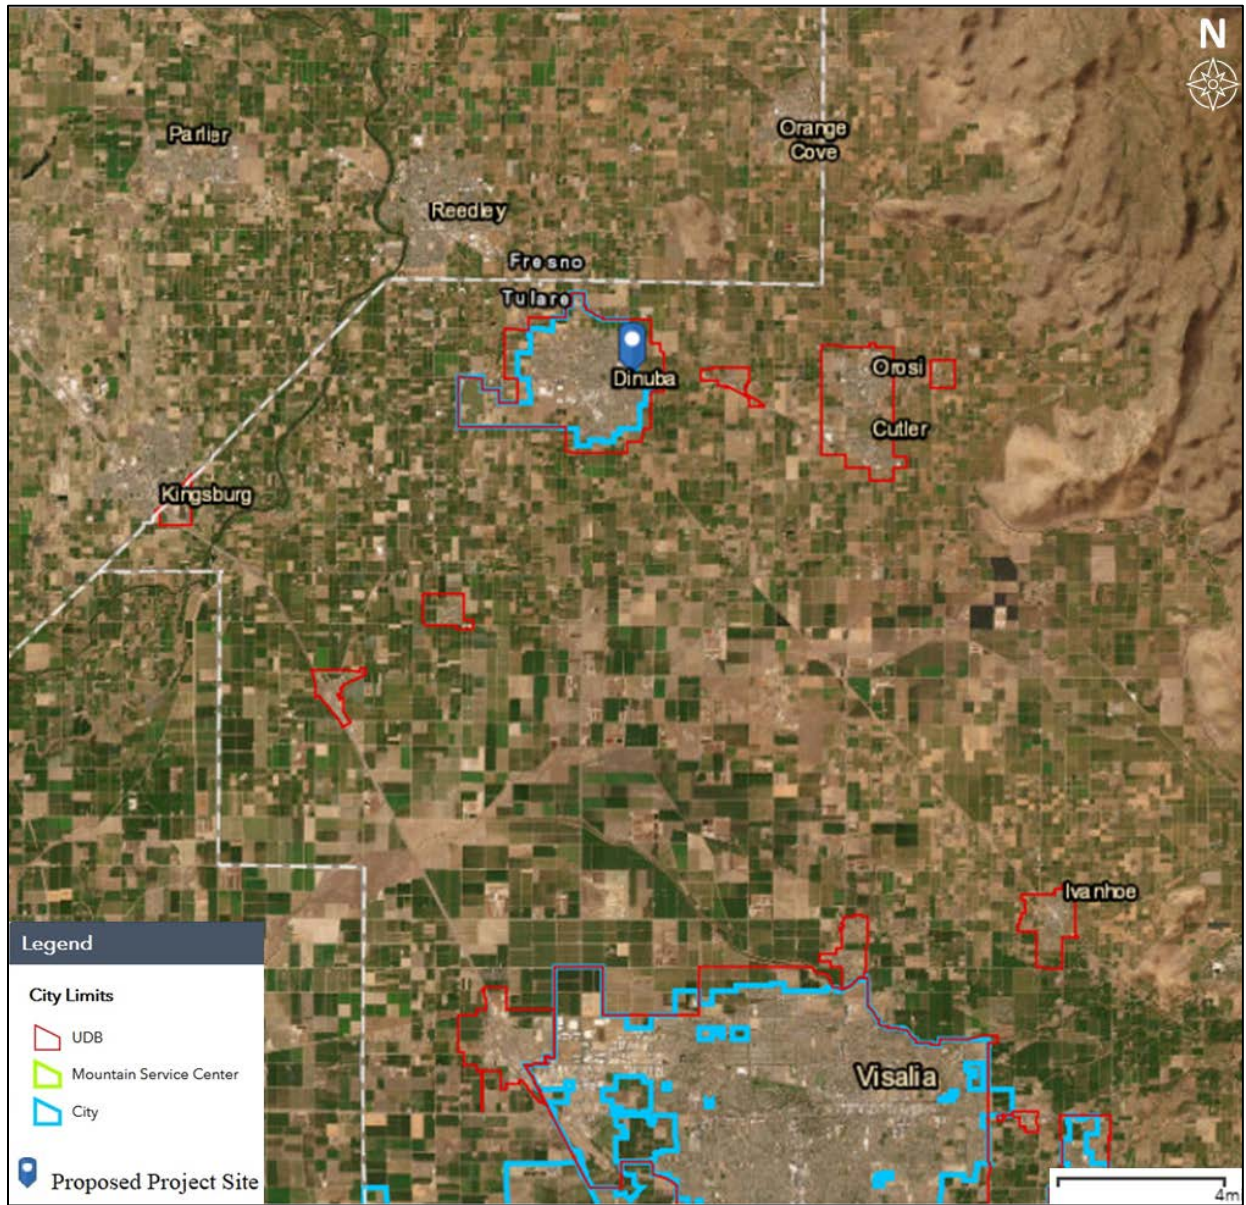 N
Orange
Cove
Parlier
Reedley
Fresno
Tulare
Orosi
Dinuba
Cutler
Kingsburg
Ivanhoe
Visalia
Legend
City Limits
UDB
Mountain Service Center
City
Proposed Project Site
4m